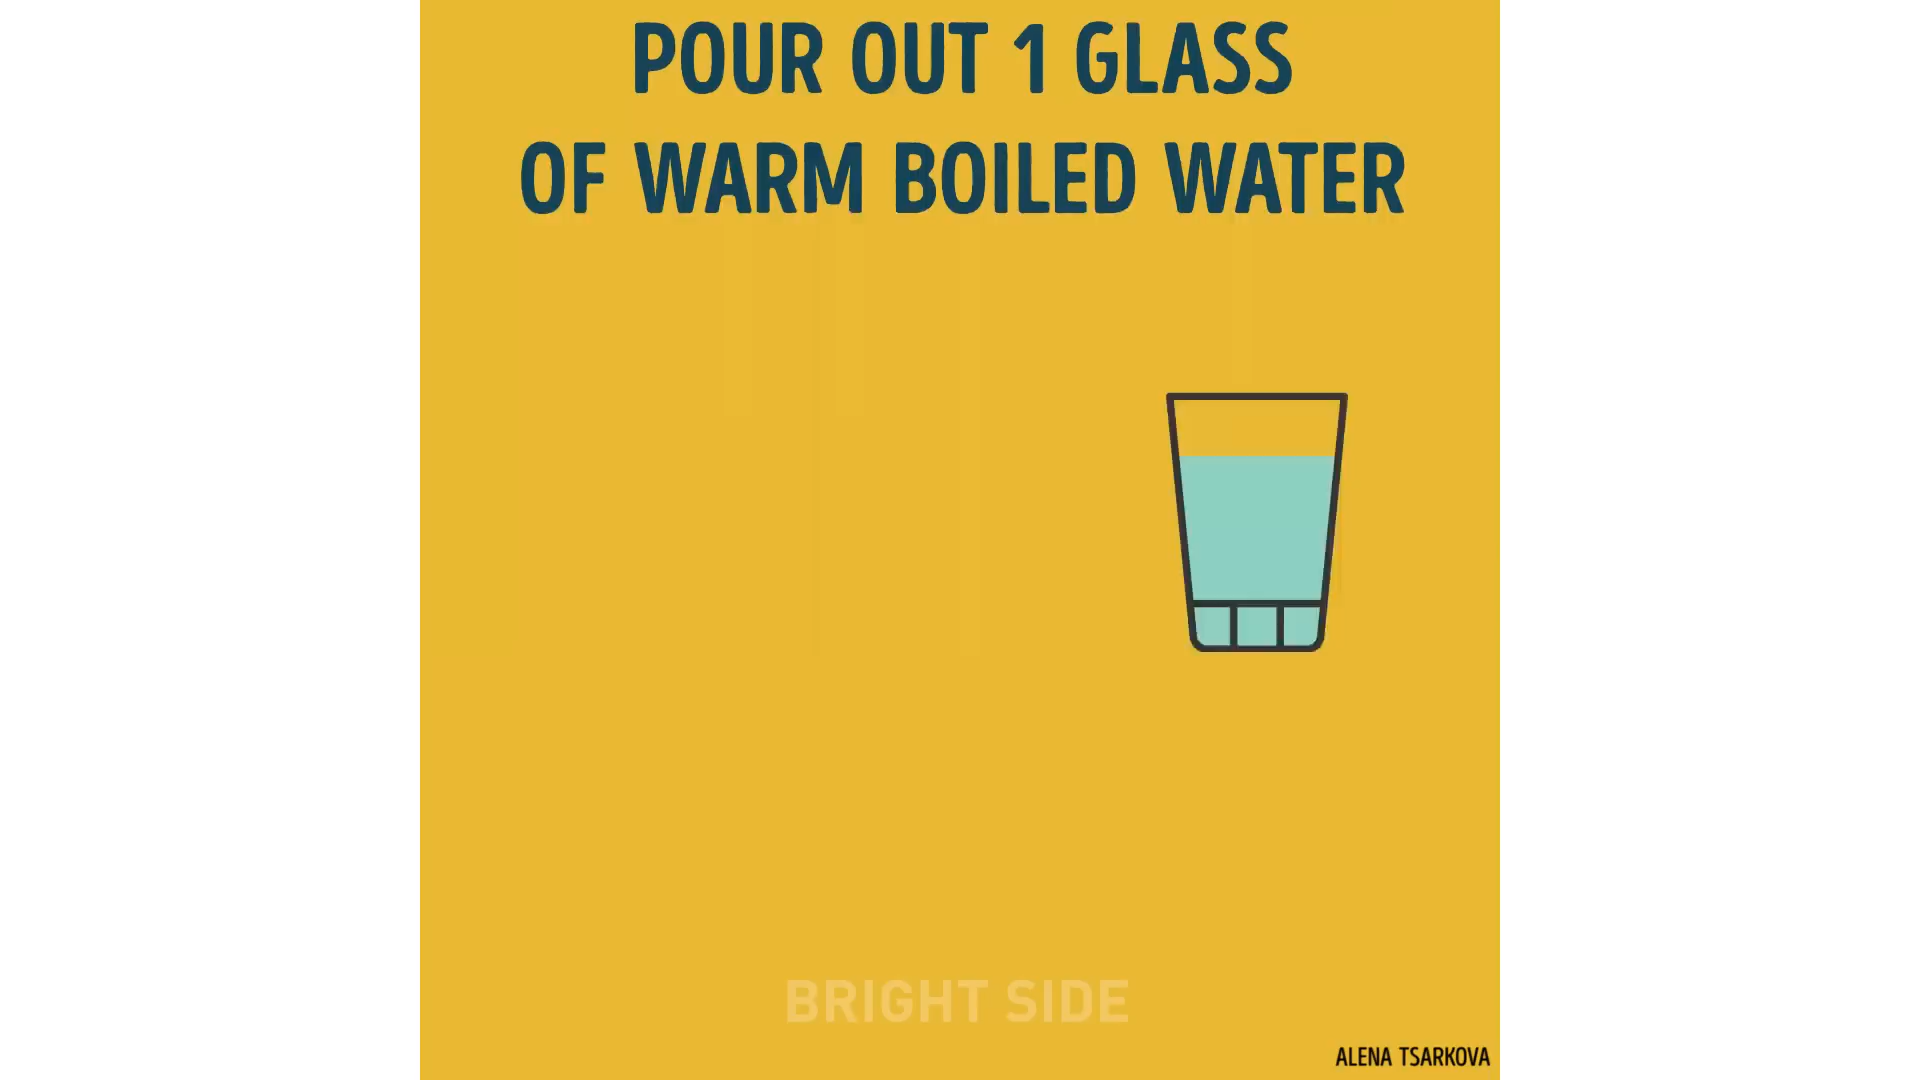 POUR OUT 1 GLASS
OF WARM BOILED WATER
BRIGHT SIDE
ALENA TSARKOVA